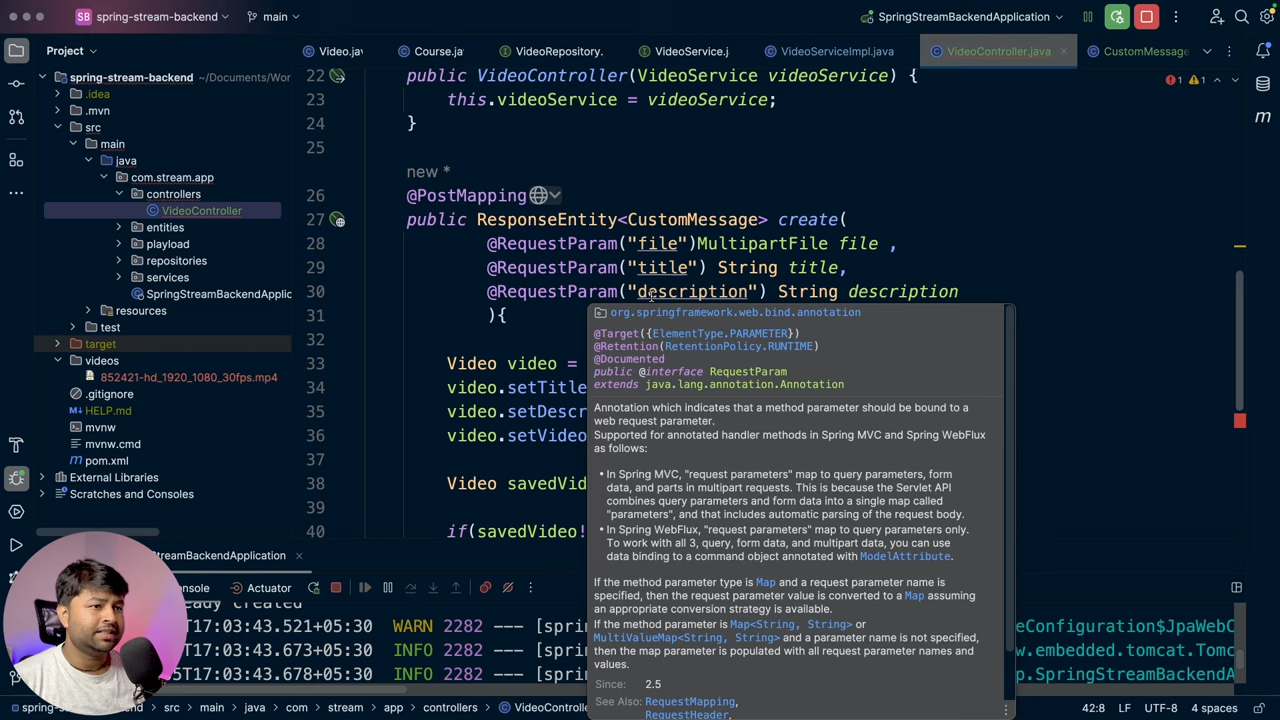 SB spring-stream-backend
main
SpringStreamBackendApplication
Project
Video.jav
Course.ja
VideoRepository.
VideoService.j
VideoServiceImpl.java
VideoController.java
CustomMessage
spring-stream-backend ~/Documents/Wor
.idea
.mvn
src
main
java
com.stream.app
controllers
VideoController
entities
playload
repositories
services
SpringStreamBackendApplic
resources
test
target
videos
852421-hd_1920_1080_30fps.mp4
.gitignore
HELP.md
mvnw
mvnw.cmd
pom.xml
External Libraries
Scratches and Consoles
1 1
22 public VideoController(VideoService videoService) {
23 this.videoService = videoService;
24 }
25
new *
26 @PostMapping
27 public ResponseEntity<CustomMessage> create(
28 @RequestParam("file")MultipartFile file ,
29 @RequestParam("title") String title,
30 @RequestParam("description") String description
31 ){
32
33 Video video =
34 video.setTitle
35 video.setDescr
36 video.setVideo
37
38 Video savedVid
39
40 if(savedVideo!
org.springframework.web.bind.annotation
@Target({ElementType.PARAMETER})
@Retention(RetentionPolicy.RUNTIME)
@Documented
public @interface RequestParam
extends java.lang.annotation.Annotation
Annotation which indicates that a method parameter should be bound to a
web request parameter.
Supported for annotated handler methods in Spring MVC and Spring WebFlux
as follows:
• In Spring MVC, "request parameters" map to query parameters, form
data, and parts in multipart requests. This is because the Servlet API
combines query parameters and form data into a single map called
"parameters", and that includes automatic parsing of the request body.
• In Spring WebFlux, "request parameters" map to query parameters only.
To work with all 3, query, form data, and multipart data, you can use
data binding to a command object annotated with ModelAttribute.
If the method parameter type is Map and a request parameter name is
specified, then the request parameter value is converted to a Map assuming
an appropriate conversion strategy is available.
If the method parameter is Map<String, String> or
MultiValueMap<String, String> and a parameter name is not specified,
then the map parameter is populated with all request parameter names and
values.
Since: 2.5
See Also: RequestMapping,
RequestHeader,
StreamBackendApplication
nsole
Actuator
eady created
T17:03:43.521+05:30 WARN 2282 --- [sprin
eConfiguration$JpaWebC
T17:03:43.673+05:30 INFO 2282 --- [sprin
w.embedded.tomcat.Tomc
T17:03:43.678+05:30 INFO 2282 --- [sprin
p.SpringStreamBackendA
spring-st
src > main > java > com > stream > app > controllers > VideoContro
42:8 LF UTF-8 4 spaces